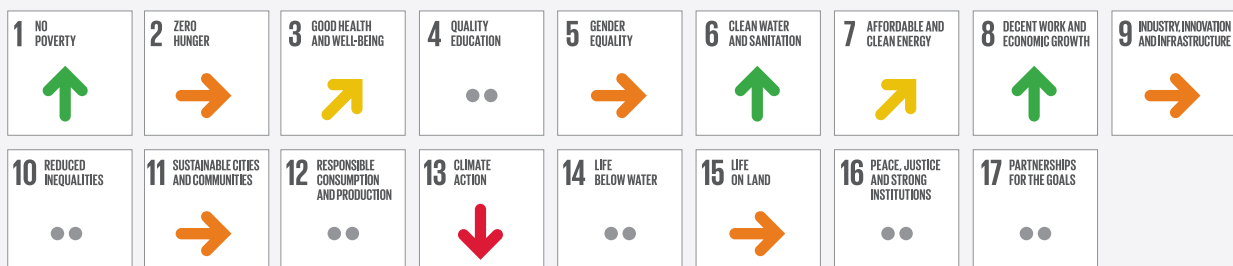 1 NO
POVERTY
2 ZERO
HUNGER
3 GOOD HEALTH
AND WELL-BEING
4 QUALITY
EDUCATION
5 GENDER
EQUALITY
6 CLEAN WATER
AND SANITATION
7 AFFORDABLE AND
CLEAN ENERGY
8 DECENT WORK AND
ECONOMIC GROWTH
9 INDUSTRY, INNOVATION
AND INFRASTRUCTURE
10 REDUCED
INEQUALITIES
11 SUSTAINABLE CITIES
AND COMMUNITIES
12 RESPONSIBLE
CONSUMPTION
AND PRODUCTION
13 CLIMATE
ACTION
14 LIFE
BELOW WATER
15 LIFE
ON LAND
16 PEACE, JUSTICE
AND STRONG
INSTITUTIONS
17 PARTNERSHIPS
FOR THE GOALS